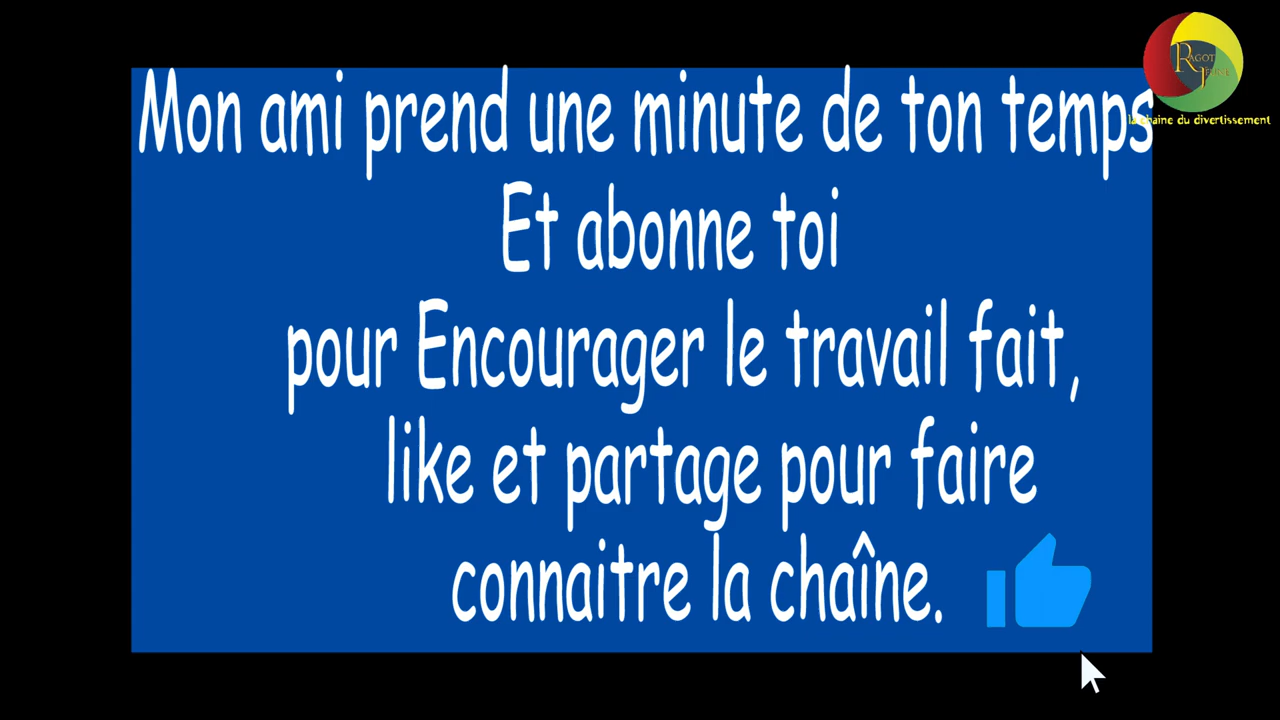 Mon ami prend une minute de ton temps
Et abonne toi
pour Encourager le travail fait,
like et partage pour faire
connaitre la chaîne.
RAGOT
la chaine du divertissement